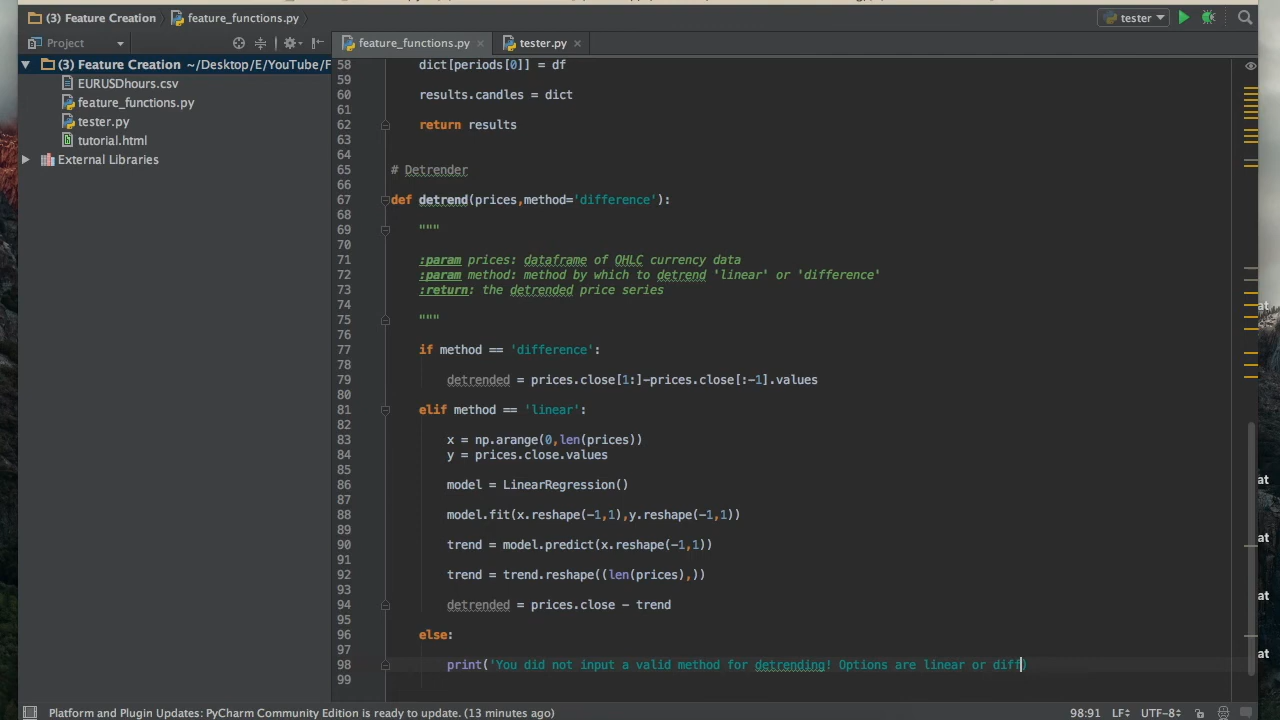 (3) Feature Creation feature_functions.py tester
Project feature_functions.py tester.py
(3) Feature Creation ~/Desktop/E/YouTube/F
EURUSDhours.csv
feature_functions.py
tester.py
tutorial.html
External Libraries
58 dict[periods[0]] = df
59
60 results.candles = dict
61
62 return results
63
64
65 # Detrender
66
67 def detrend(prices,method='difference'):
68
69 """
70
71 :param prices: dataframe of OHLC currency data
72 :param method: method by which to detrend 'linear' or 'difference'
73 :return: the detrended price series
74
75 """
76
77 if method == 'difference':
78
79 detrended = prices.close[1:]-prices.close[:-1].values
80
81 elif method == 'linear':
82
83 x = np.arange(0,len(prices))
84 y = prices.close.values
85
86 model = LinearRegression()
87
88 model.fit(x.reshape(-1,1),y.reshape(-1,1))
89
90 trend = model.predict(x.reshape(-1,1))
91
92 trend = trend.reshape((len(prices),))
93
94 detrended = prices.close - trend
95
96 else:
97
98 print('You did not input a valid method for detrending! Options are linear or diff)
99
at
at
at
at
Platform and Plugin Updates: PyCharm Community Edition is ready to update. (13 minutes ago) 98:91 LF UTF-8